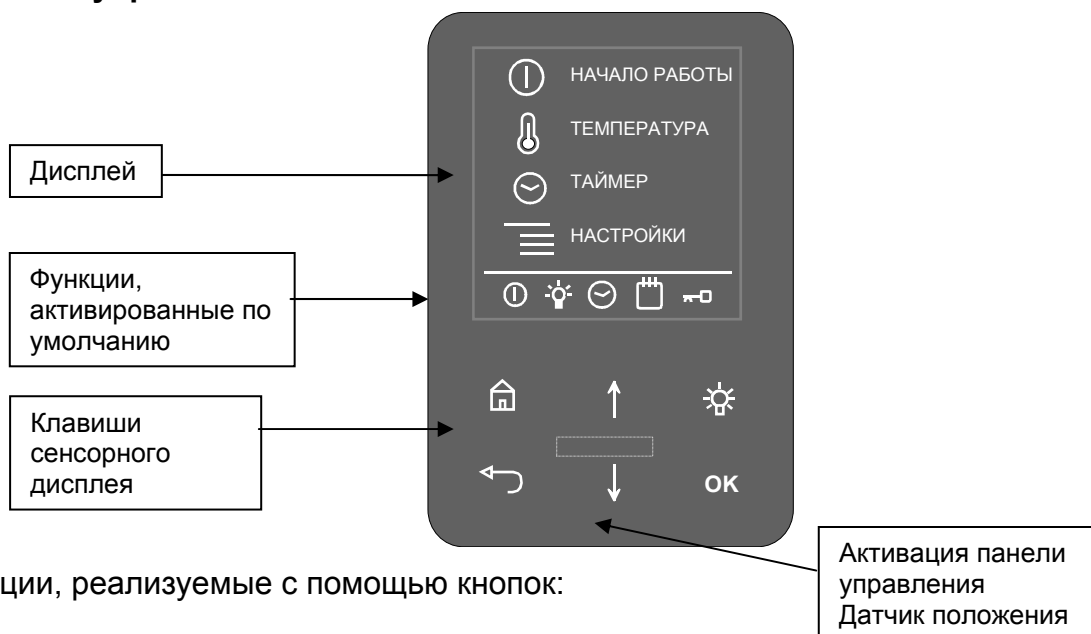 НАЧАЛО РАБОТЫ
ТЕМПЕРАТУРА
ТАЙМЕР
НАСТРОЙКИ
Дисплей
Функции,
активированные по
умолчанию
Клавиши
сенсорного
дисплея
OK
Активация панели
управления
Датчик положения
ции, реализуемые с помощью кнопок: